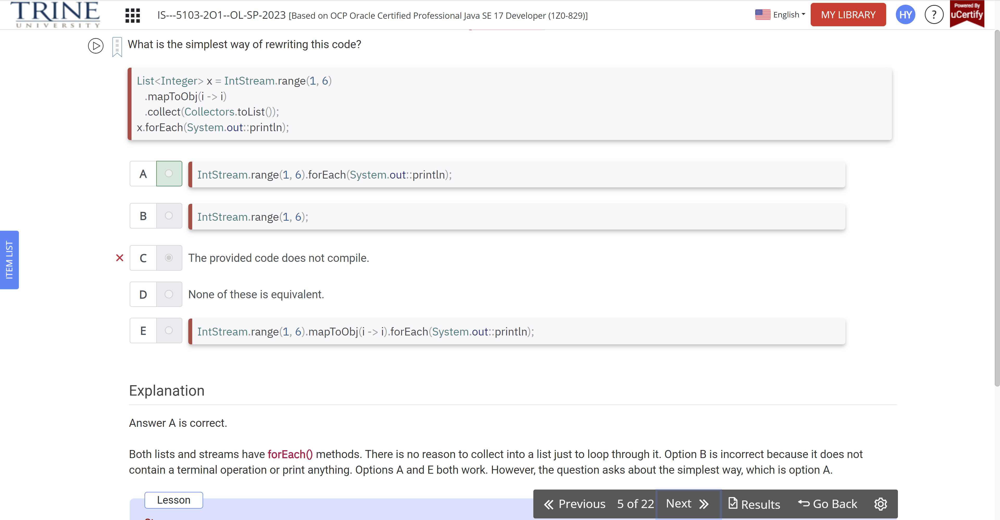 TRINE
UNIVERSITY
IS---5103-2O1--OL-SP-2023 [Based on OCP Oracle Certified Professional Java SE 17 Developer (1Z0-829)]
English
MY LIBRARY
HY
?
Powered By
uCertify
What is the simplest way of rewriting this code?
List<Integer> x = IntStream.range(1, 6)
.mapToObj(i -> i)
.collect(Collectors.toList());
x.forEach(System.out::println);
A
IntStream.range(1, 6).forEach(System.out::println);
B
IntStream.range(1, 6);
C
The provided code does not compile.
D
None of these is equivalent.
E
IntStream.range(1, 6).mapToObj(i -> i).forEach(System.out::println);
ITEM LIST
Explanation
Answer A is correct.
Both lists and streams have forEach() methods. There is no reason to collect into a list just to loop through it. Option B is incorrect because it does not
contain a terminal operation or print anything. Options A and E both work. However, the question asks about the simplest way, which is option A.
Lesson
Previous 5 of 22 Next Results Go Back